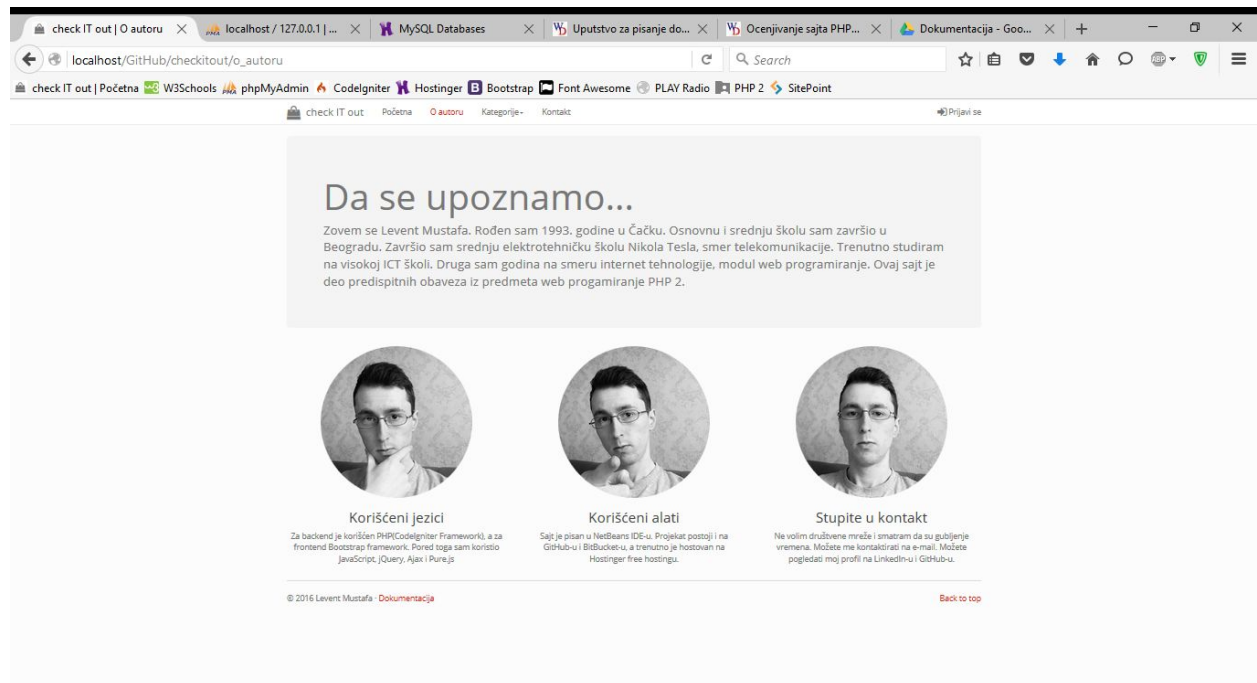 check IT out | O autoru
localhost / 127.0.0.1 | ...
MySQL Databases
Uputstvo za pisanje do...
Ocenjivanje sajta PHP...
Dokumentacija - Goo...
localhost/GitHub/checkitout/o_autoru
Search
ABP
check IT out | Početna W3Schools phpMyAdmin CodeIgniter Hostinger Bootstrap Font Awesome PLAY Radio PHP 2 SitePoint
check IT out Početna O autoru Kategorije Kontakt Prijavi se
Da se upoznamo...
Zovem se Levent Mustafa. Rođen sam 1993. godine u Čačku. Osnovnu i srednju školu sam završio u
Beogradu. Završio sam srednju elektrotehničku školu Nikola Tesla, smer telekomunikacije. Trenutno studiram
na visokoj ICT školi. Druga sam godina na smeru internet tehnologije, modul web programiranje. Ovaj sajt je
deo predispitnih obaveza iz predmeta web progamiranje PHP 2.
Korišćeni jezici
Za backend je korišćen PHP(CodeIgniter Framework), a za
frontend Bootstrap framework. Pored toga sam koristio
JavaScript, jQuery, Ajax i Pure.js
Korišćeni alati
Sajt je pisan u NetBeans IDE-u. Projekat postoji i na
GitHub-u i BitBucket-u, a trenutno je hostovan na
Hostinger free hostingu.
Stupite u kontakt
Ne volim društvene mreže i smatram da su gubljenje
vremena. Možete me kontaktirati na e-mail. Možete
pogledati moj profil na LinkedIn-u i GitHub-u.
© 2016 Levent Mustafa · Dokumentacija
Back to top